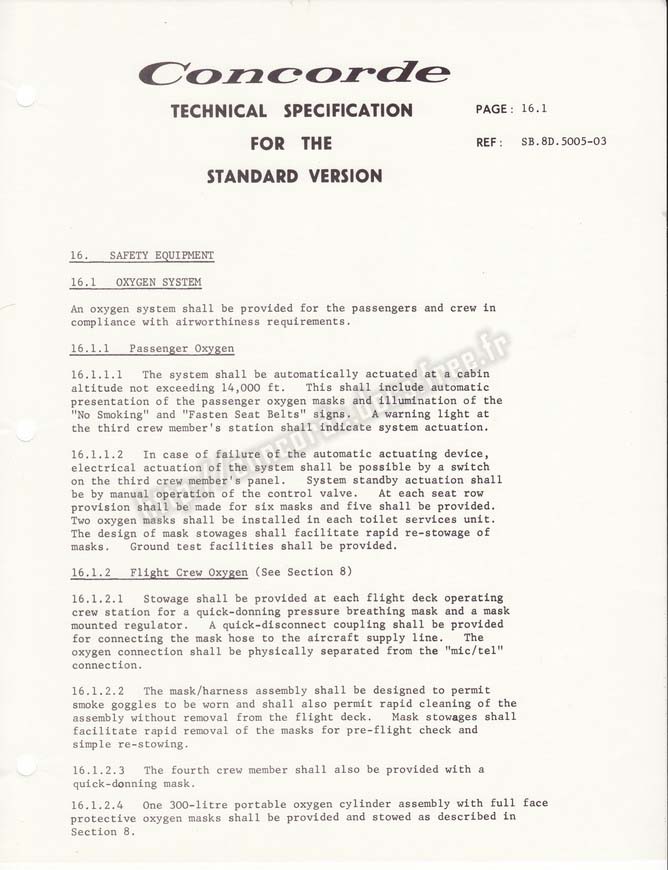 Concorde
TECHNICAL SPECIFICATION
FOR THE
STANDARD VERSION
PAGE: 16.1
REF: SB.8D.5005-03
16. SAFETY EQUIPMENT
16.1 OXYGEN SYSTEM
An oxygen system shall be provided for the passengers and crew in
compliance with airworthiness requirements.
16.1.1 Passenger Oxygen
16.1.1.1 The system shall be automatically actuated at a cabin
altitude not exceeding 14,000 ft. This shall include automatic
presentation of the passenger oxygen masks and illumination of the
"No Smoking" and "Fasten Seat Belts" signs. A warning light at
the third crew member's station shall indicate system actuation.
16.1.1.2 In case of failure of the automatic actuating device,
electrical actuation of the system shall be possible by a switch
on the third crew member's panel. System standby actuation shall
be by manual operation of the control valve. At each seat row
provision shall be made for six masks and five shall be provided.
Two oxygen masks shall be installed in each toilet services unit.
The design of mask stowages shall facilitate rapid re-stowage of
masks. Ground test facilities shall be provided.
16.1.2 Flight Crew Oxygen (See Section 8)
16.1.2.1 Stowage shall be provided at each flight deck operating
crew station for a quick-donning pressure breathing mask and a mask
mounted regulator. A quick-disconnect coupling shall be provided
for connecting the mask hose to the aircraft supply line. The
oxygen connection shall be physically separated from the "mic/tel"
connection.
16.1.2.2 The mask/harness assembly shall be designed to permit
smoke goggles to be worn and shall also permit rapid cleaning of the
assembly without removal from the flight deck. Mask stowages shall
facilitate rapid removal of the masks for pre-flight check and
simple re-stowing.
16.1.2.3 The fourth crew member shall also be provided with a
quick-donning mask.
16.1.2.4 One 300-litre portable oxygen cylinder assembly with full face
protective oxygen masks shall be provided and stowed as described in
Section 8.